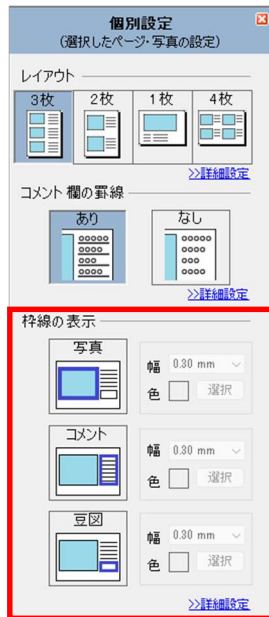 個別設定
(選択したページ・写真の設定)
レイアウト
3枚 2枚 1枚 4枚
>>詳細設定
コメント欄の罫線
あり なし
>>詳細設定
枠線の表示
写真
幅 0.30 mm
色 選択
コメント
幅 0.30 mm
色 選択
豆図
幅 0.30 mm
色 選択
>>詳細設定